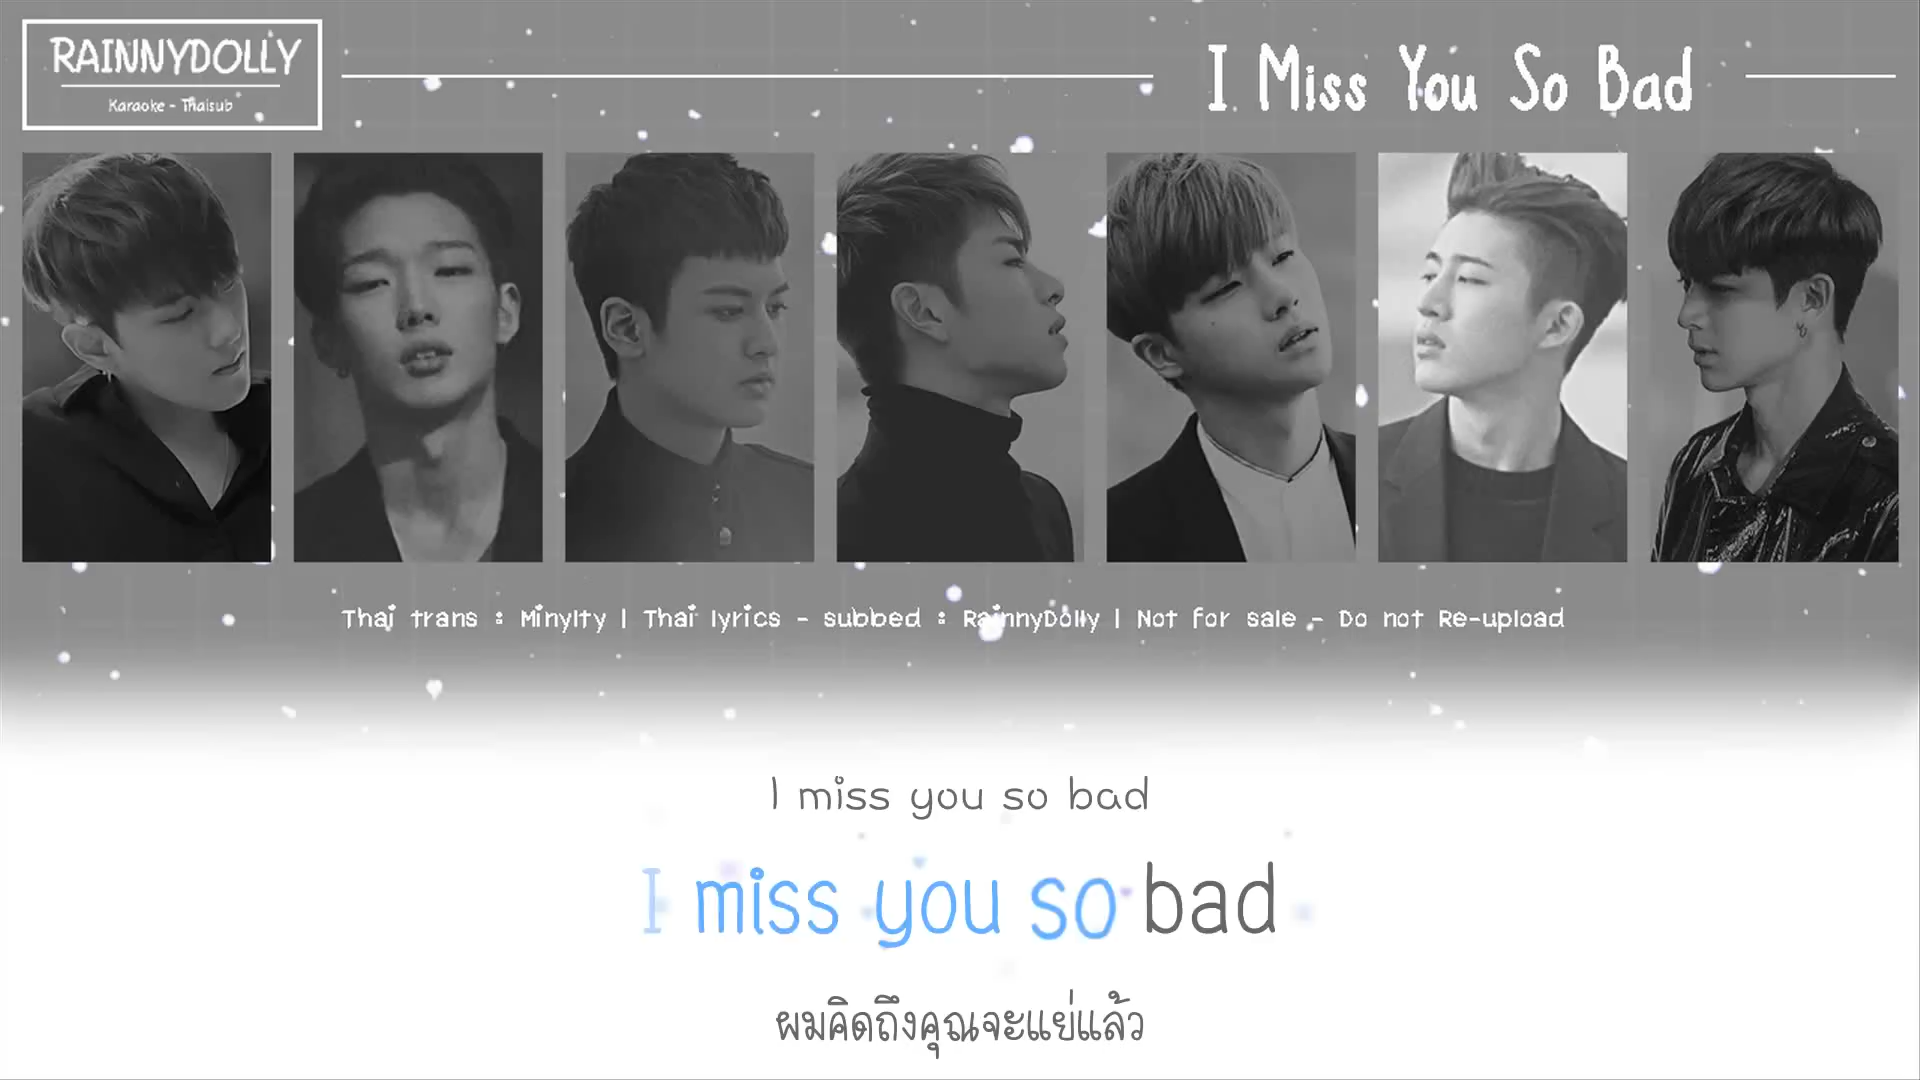 RAINNYDOLLY
Karaoke - Thaisub
I Miss You So Bad
Thai trans : Minylty | Thai lyrics - subbed : RainnyDolly | Not for sale - Do not Re-upload
I miss you so bad
I miss you so bad
ผมคิดถึงคุณจะแย่แล้ว